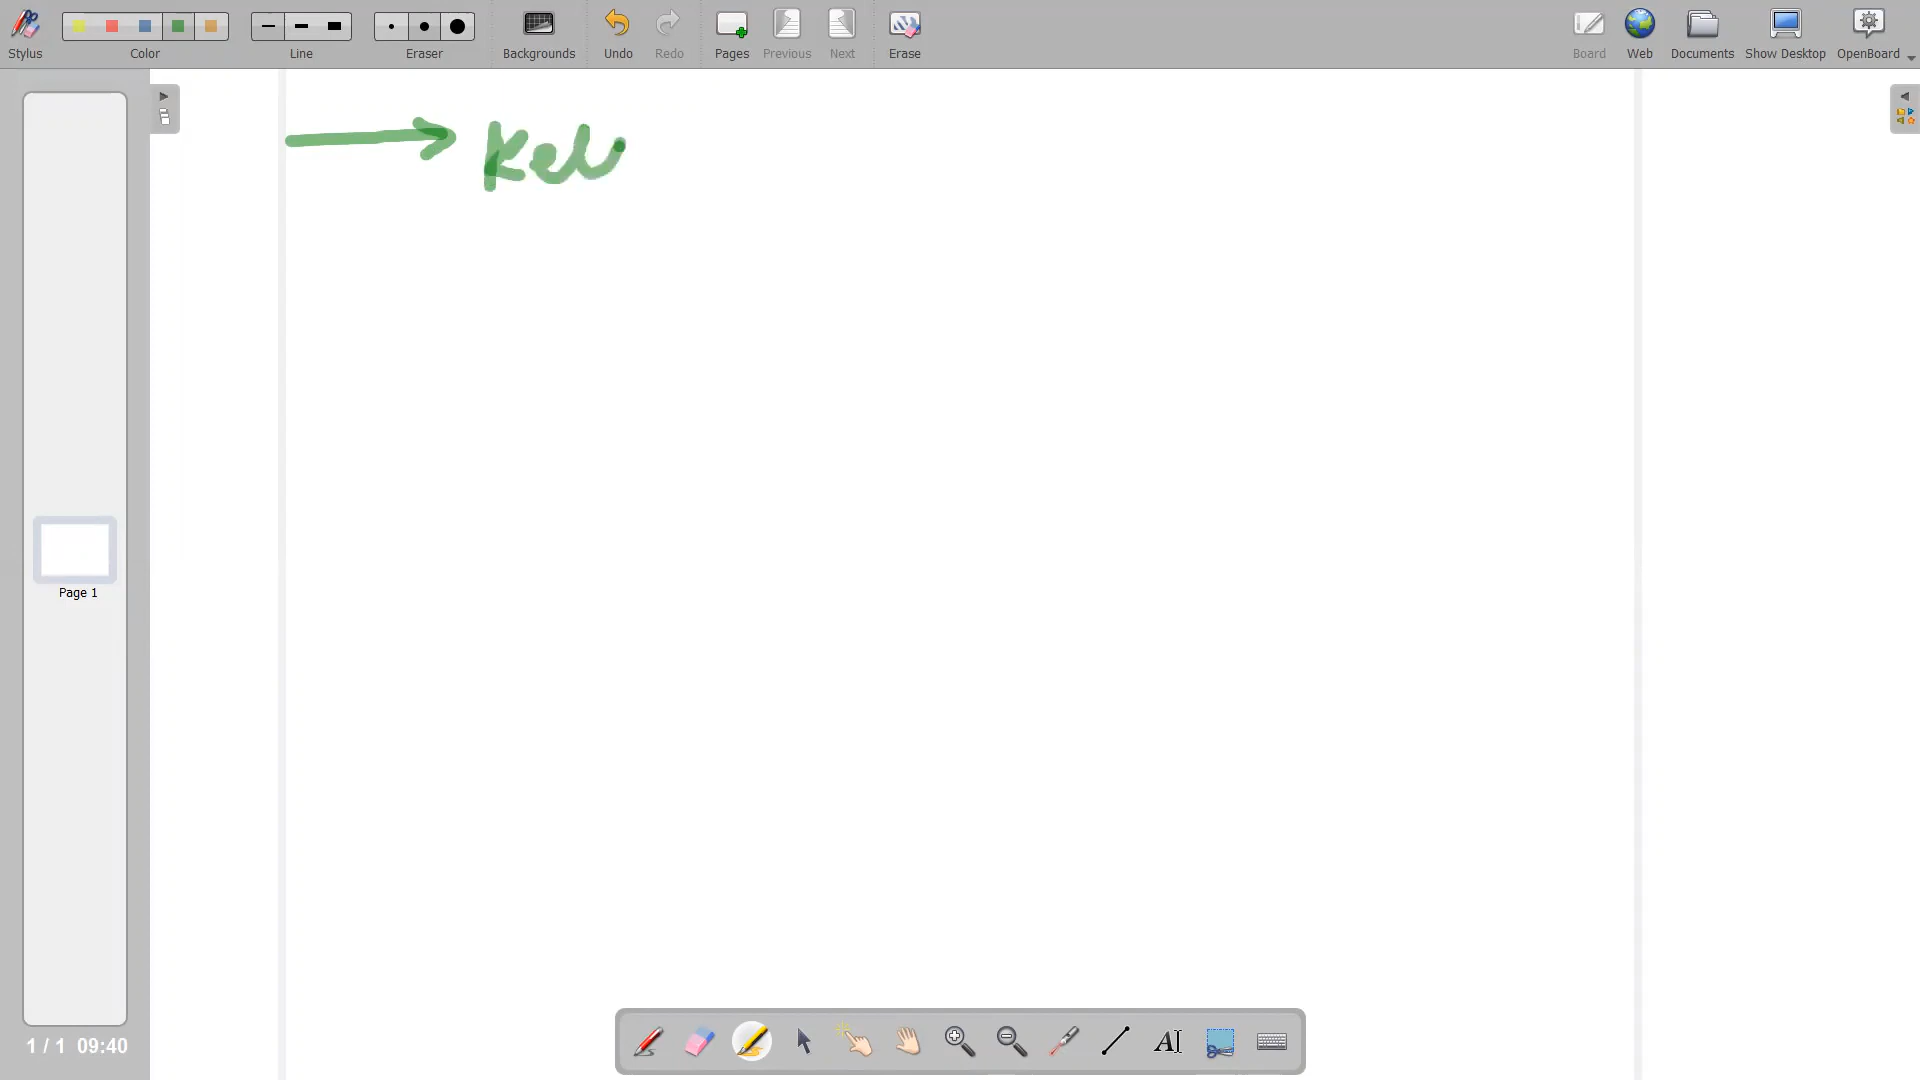 Stylus Color Line Eraser Backgrounds Undo Redo Pages Previous Next Erase Board Web Documents Show Desktop OpenBoard
Page 1
1 / 1 09:40